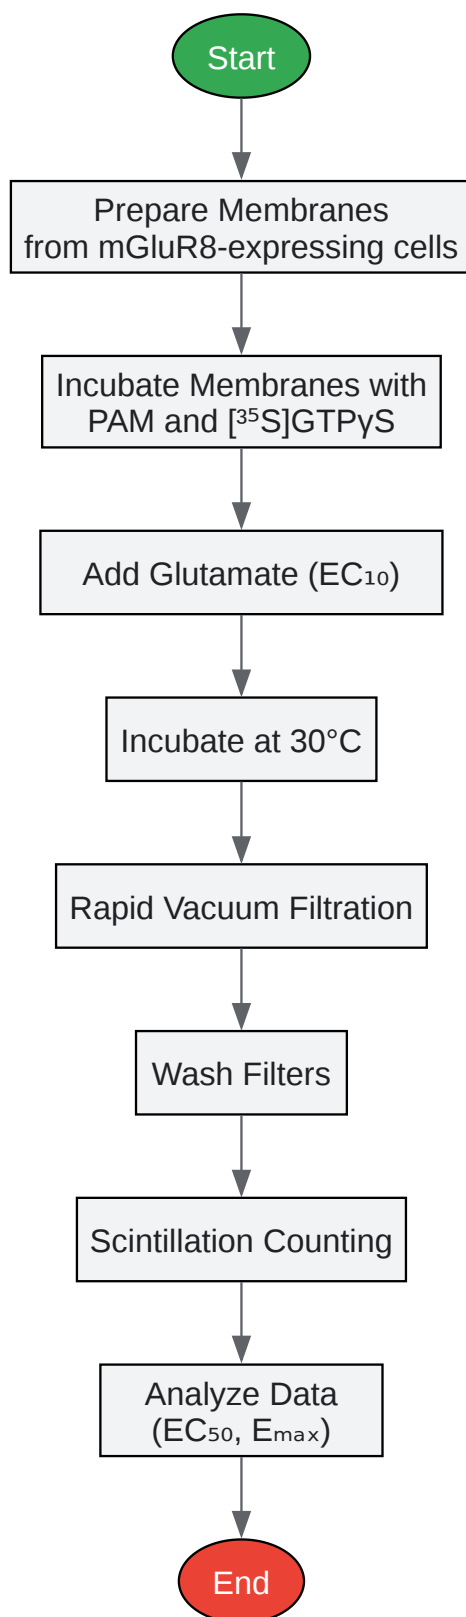 Start
Prepare Membranes
from mGluR8-expressing cells
Incubate Membranes with
PAM and [³⁵S]GTPγS
Add Glutamate (EC₁₀)
Incubate at 30°C
Rapid Vacuum Filtration
Wash Filters
Scintillation Counting
Analyze Data
(EC₅₀, Eₘₐₓ)
End